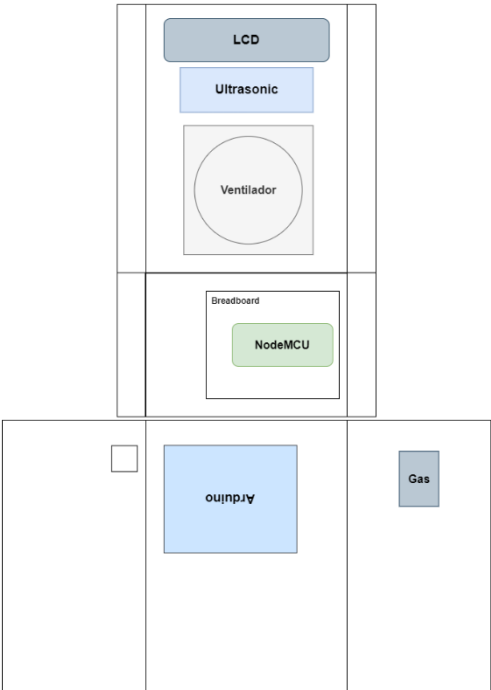 LCD
Ultrasonic
Ventilador
Breadboard
NodeMCU
Arduino
Gas